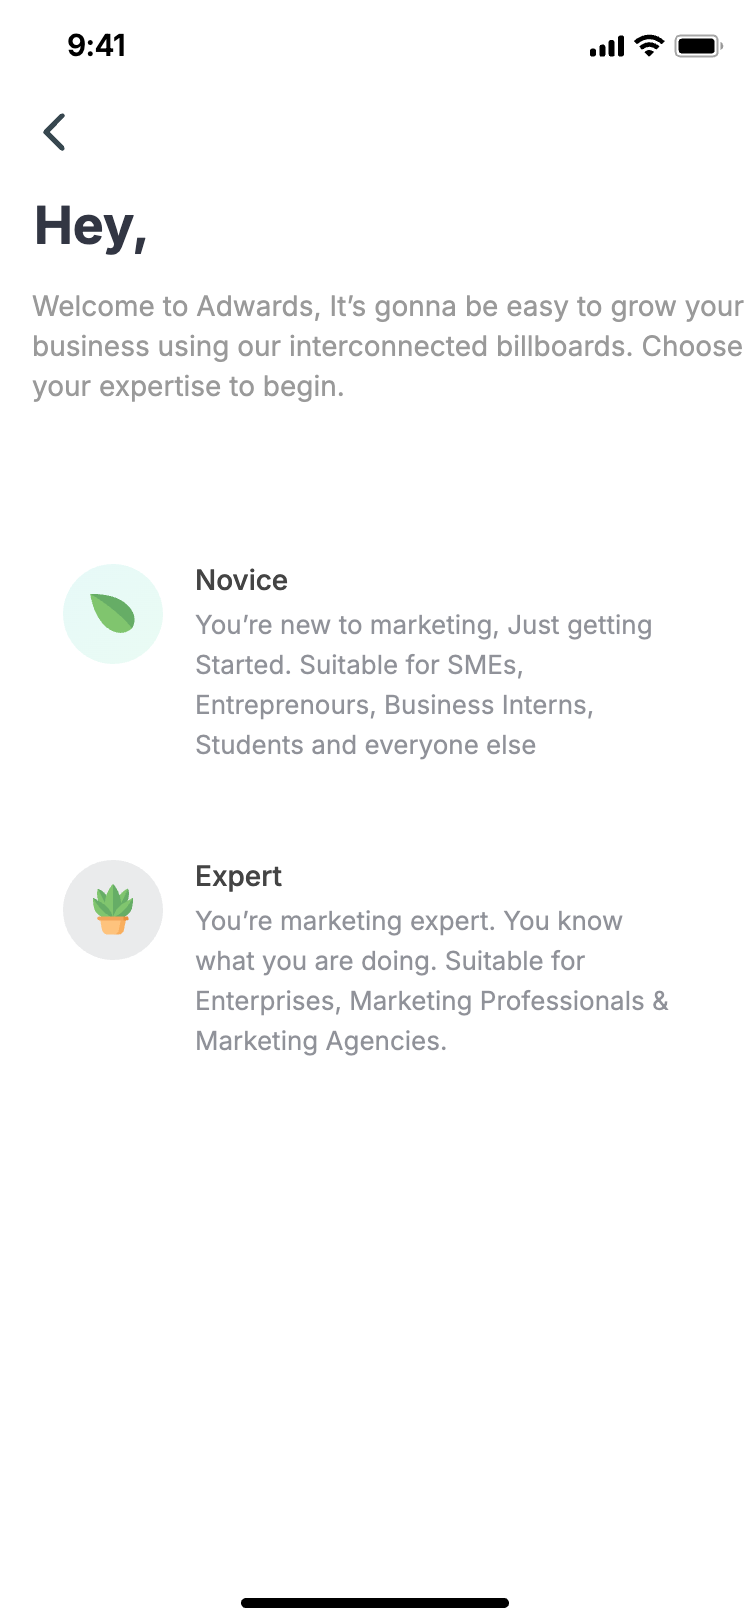 9:41
Hey,
Welcome to Adwards, It’s gonna be easy to grow your
business using our interconnected billboards. Choose
your expertise to begin.
Novice
You’re new to marketing, Just getting
Started. Suitable for SMEs,
Entreprenours, Business Interns,
Students and everyone else
Expert
You’re marketing expert. You know
what you are doing. Suitable for
Enterprises, Marketing Professionals &
Marketing Agencies.